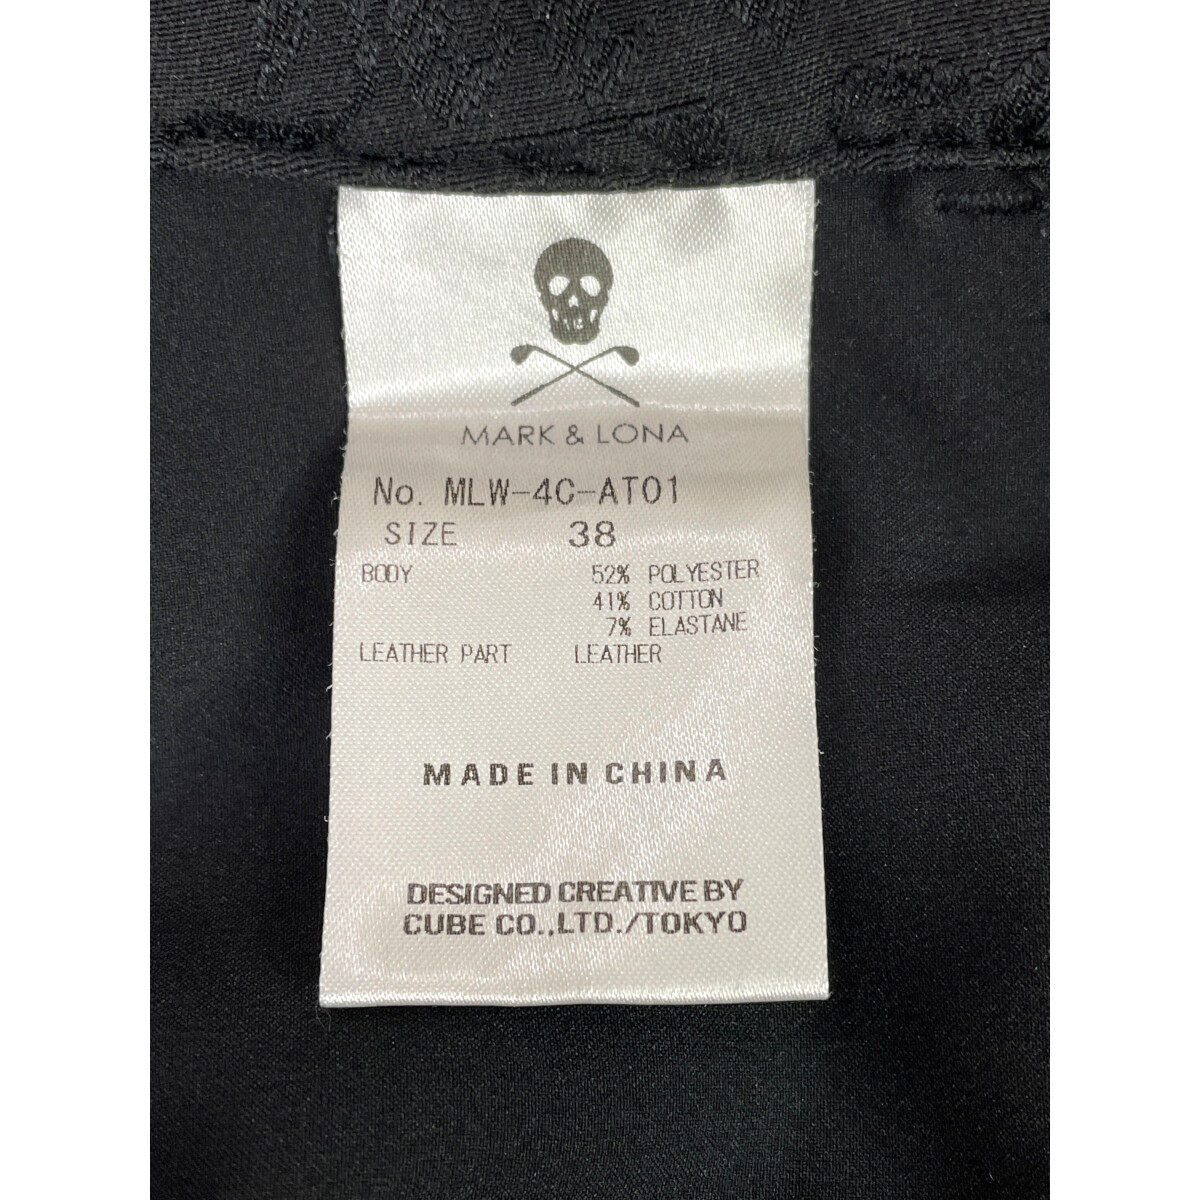 MARK & LONA
No. MLW-4C-AT01
SIZE 38
BODY 52% POLYESTER
41% COTTON
7% ELASTANE
LEATHER PART LEATHER
MADE IN CHINA
DESIGNED CREATIVE BY
CUBE CO.,LTD./TOKYO